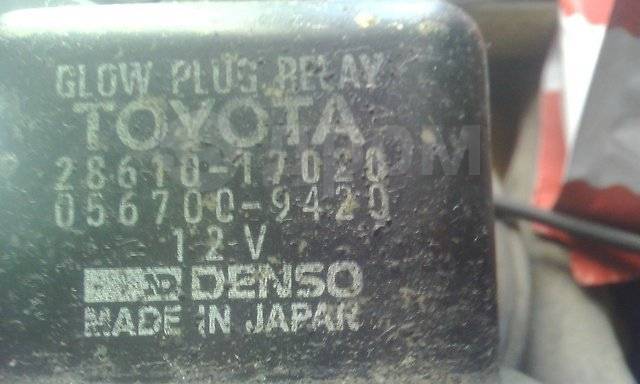 GLOW PLUG RELAY
TOYOTA
28610-17020
056700-9420
12V
DENSO
MADE IN JAPAN